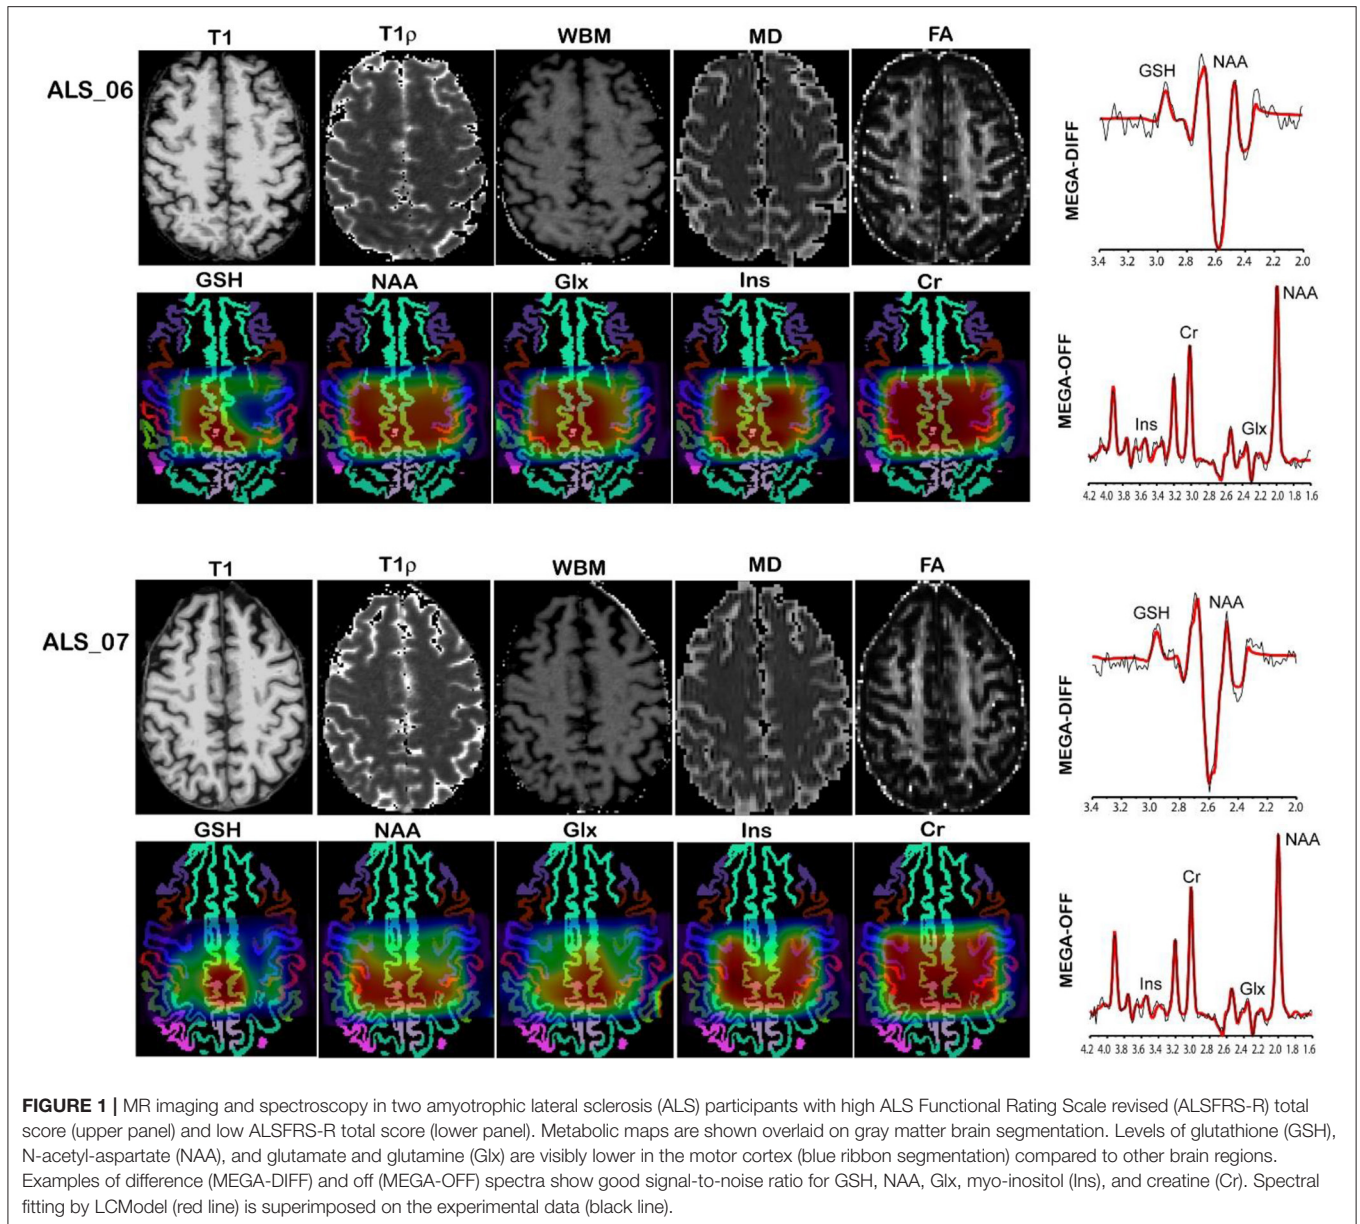 T1 T1ρ WBM MD FA
ALS_06
GSH NAA
MEGA-DIFF
3.4 3.2 3.0 2.8 2.6 2.4 2.2 2.0
GSH NAA Glx Ins Cr
NAA
Cr
Ins Glx
MEGA-OFF
4.2 4.0 3.8 3.6 3.4 3.2 3.0 2.8 2.6 2.4 2.2 2.0 1.8 1.6
T1 T1ρ WBM MD FA
ALS_07
GSH NAA
MEGA-DIFF
3.4 3.2 3.0 2.8 2.6 2.4 2.2 2.0
GSH NAA Glx Ins Cr
NAA
Cr
Ins Glx
MEGA-OFF
4.2 4.0 3.8 3.6 3.4 3.2 3.0 2.8 2.6 2.4 2.2 2.0 1.8 1.6
FIGURE 1 | MR imaging and spectroscopy in two amyotrophic lateral sclerosis (ALS) participants with high ALS Functional Rating Scale revised (ALSFRS-R) total
score (upper panel) and low ALSFRS-R total score (lower panel). Metabolic maps are shown overlaid on gray matter brain segmentation. Levels of glutathione (GSH),
N-acetyl-aspartate (NAA), and glutamate and glutamine (Glx) are visibly lower in the motor cortex (blue ribbon segmentation) compared to other brain regions.
Examples of difference (MEGA-DIFF) and off (MEGA-OFF) spectra show good signal-to-noise ratio for GSH, NAA, Glx, myo-inositol (Ins), and creatine (Cr). Spectral
fitting by LCModel (red line) is superimposed on the experimental data (black line).